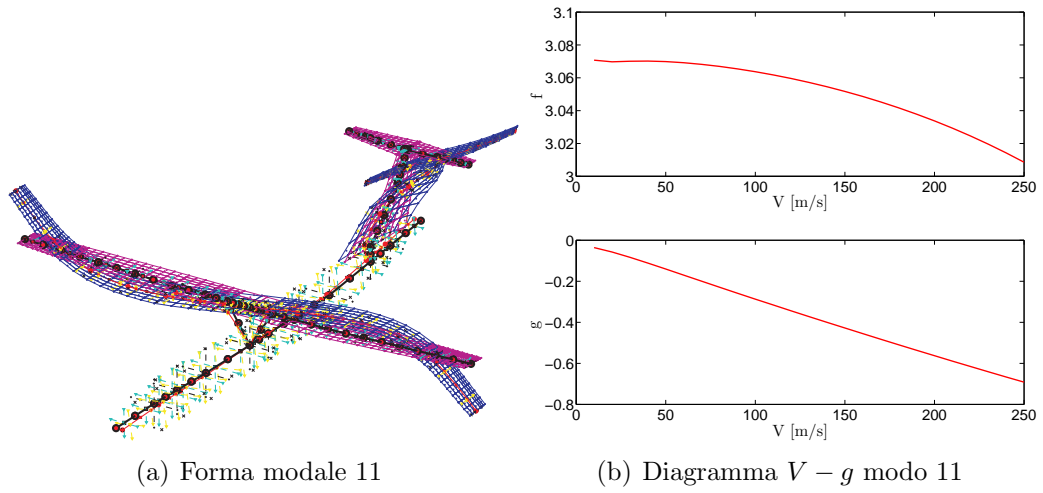 3.1
3.08
3.06
f
3.04
3.02
3
0 50 100 150 200 250
V [m/s]
0
−0.2
−0.4
g
−0.6
−0.8
0 50 100 150 200 250
V [m/s]
(a) Forma modale 11
(b) Diagramma V − g modo 11